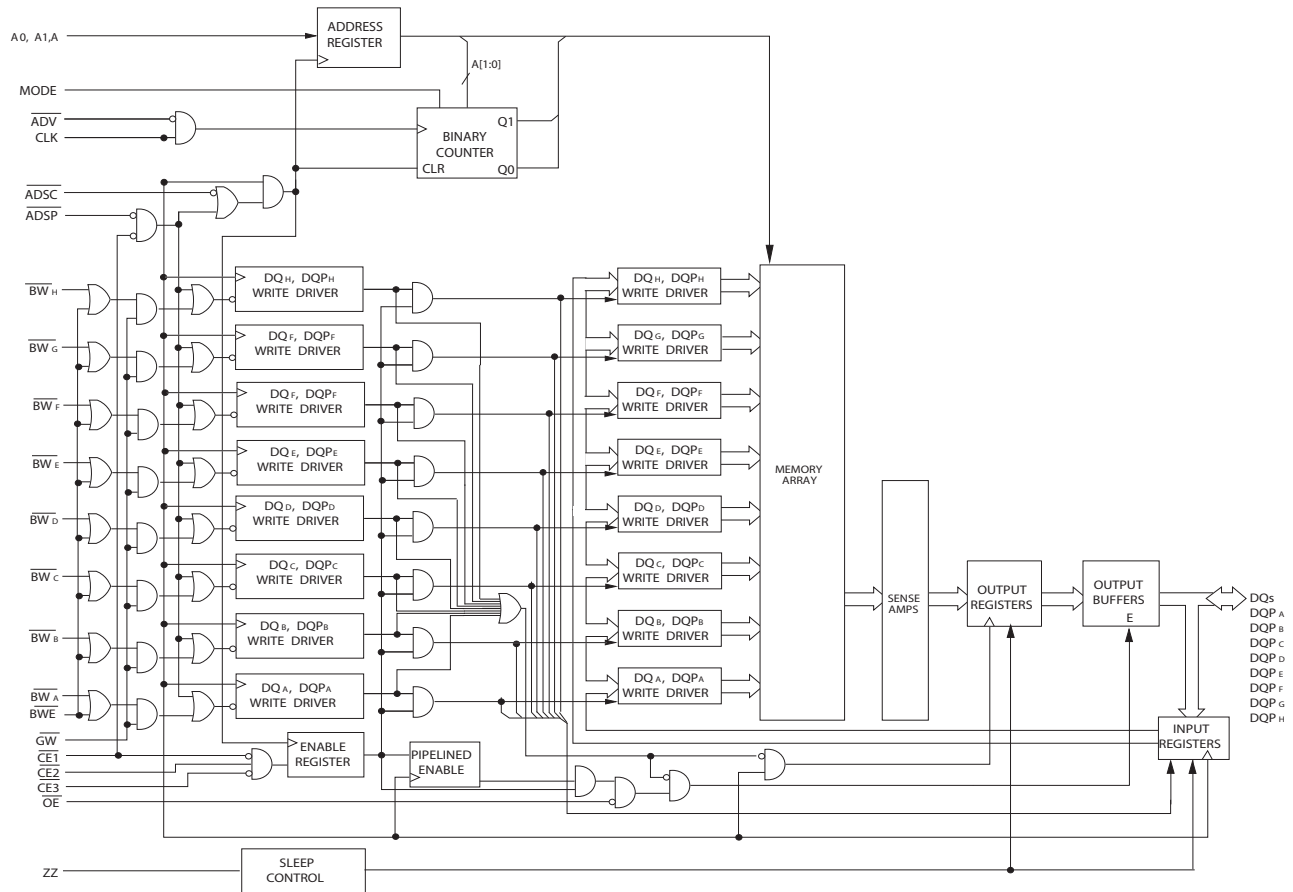 ADDRESS
REGISTER
A0, A1,A
A[1:0]
MODE
ADV
CLK
BINARY
COUNTER
CLR
Q1
Q0
ADSC
ADSP
BW H
DQ H, DQP H
WRITE DRIVER
DQ H, DQP H
WRITE DRIVER
BW G
DQ F, DQP F
WRITE DRIVER
DQ G, DQP G
WRITE DRIVER
BW F
DQ F, DQP F
WRITE DRIVER
DQ F, DQP F
WRITE DRIVER
BW E
DQ E, DQP E
WRITE DRIVER
DQ E, DQP E
WRITE DRIVER
BW D
DQ D, DQP D
WRITE DRIVER
DQ D, DQP D
WRITE DRIVER
BW C
DQ C, DQP C
WRITE DRIVER
DQ C, DQP C
WRITE DRIVER
BW B
DQ B, DQP B
WRITE DRIVER
DQ B, DQP B
WRITE DRIVER
BW A
BWE
DQ A, DQP A
WRITE DRIVER
DQ A, DQP A
WRITE DRIVER
MEMORY
ARRAY
SENSE
AMPS
OUTPUT
REGISTERS
OUTPUT
BUFFERS
E
DQs
DQP A
DQP B
DQP C
DQP D
DQP E
DQP F
DQP G
DQP H
INPUT
REGISTERS
GW
CE1
CE2
CE3
OE
ENABLE
REGISTER
PIPELINED
ENABLE
ZZ
SLEEP
CONTROL